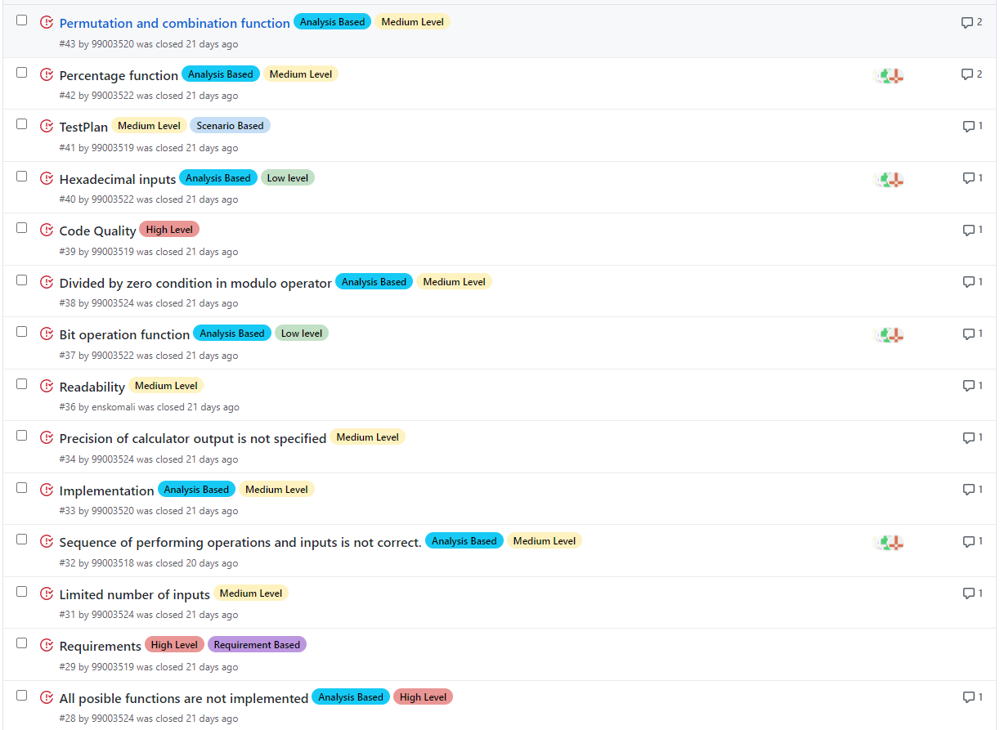 Permutation and combination function Analysis Based Medium Level 2
#43 by 99003520 was closed 21 days ago
Percentage function Analysis Based Medium Level 2
#42 by 99003522 was closed 21 days ago
TestPlan Medium Level Scenario Based 1
#41 by 99003519 was closed 21 days ago
Hexadecimal inputs Analysis Based Low level 1
#40 by 99003522 was closed 21 days ago
Code Quality High Level 1
#39 by 99003519 was closed 21 days ago
Divided by zero condition in modulo operator Analysis Based Medium Level 1
#38 by 99003524 was closed 21 days ago
Bit operation function Analysis Based Low level 1
#37 by 99003522 was closed 21 days ago
Readability Medium Level 1
#36 by enskomali was closed 21 days ago
Precision of calculator output is not specified Medium Level 1
#34 by 99003524 was closed 21 days ago
Implementation Analysis Based Medium Level 1
#33 by 99003520 was closed 21 days ago
Sequence of performing operations and inputs is not correct. Analysis Based Medium Level 1
#32 by 99003518 was closed 20 days ago
Limited number of inputs Medium Level 1
#31 by 99003524 was closed 21 days ago
Requirements High Level Requirement Based
#29 by 99003519 was closed 21 days ago
All posible functions are not implemented Analysis Based High Level 1
#28 by 99003524 was closed 21 days ago